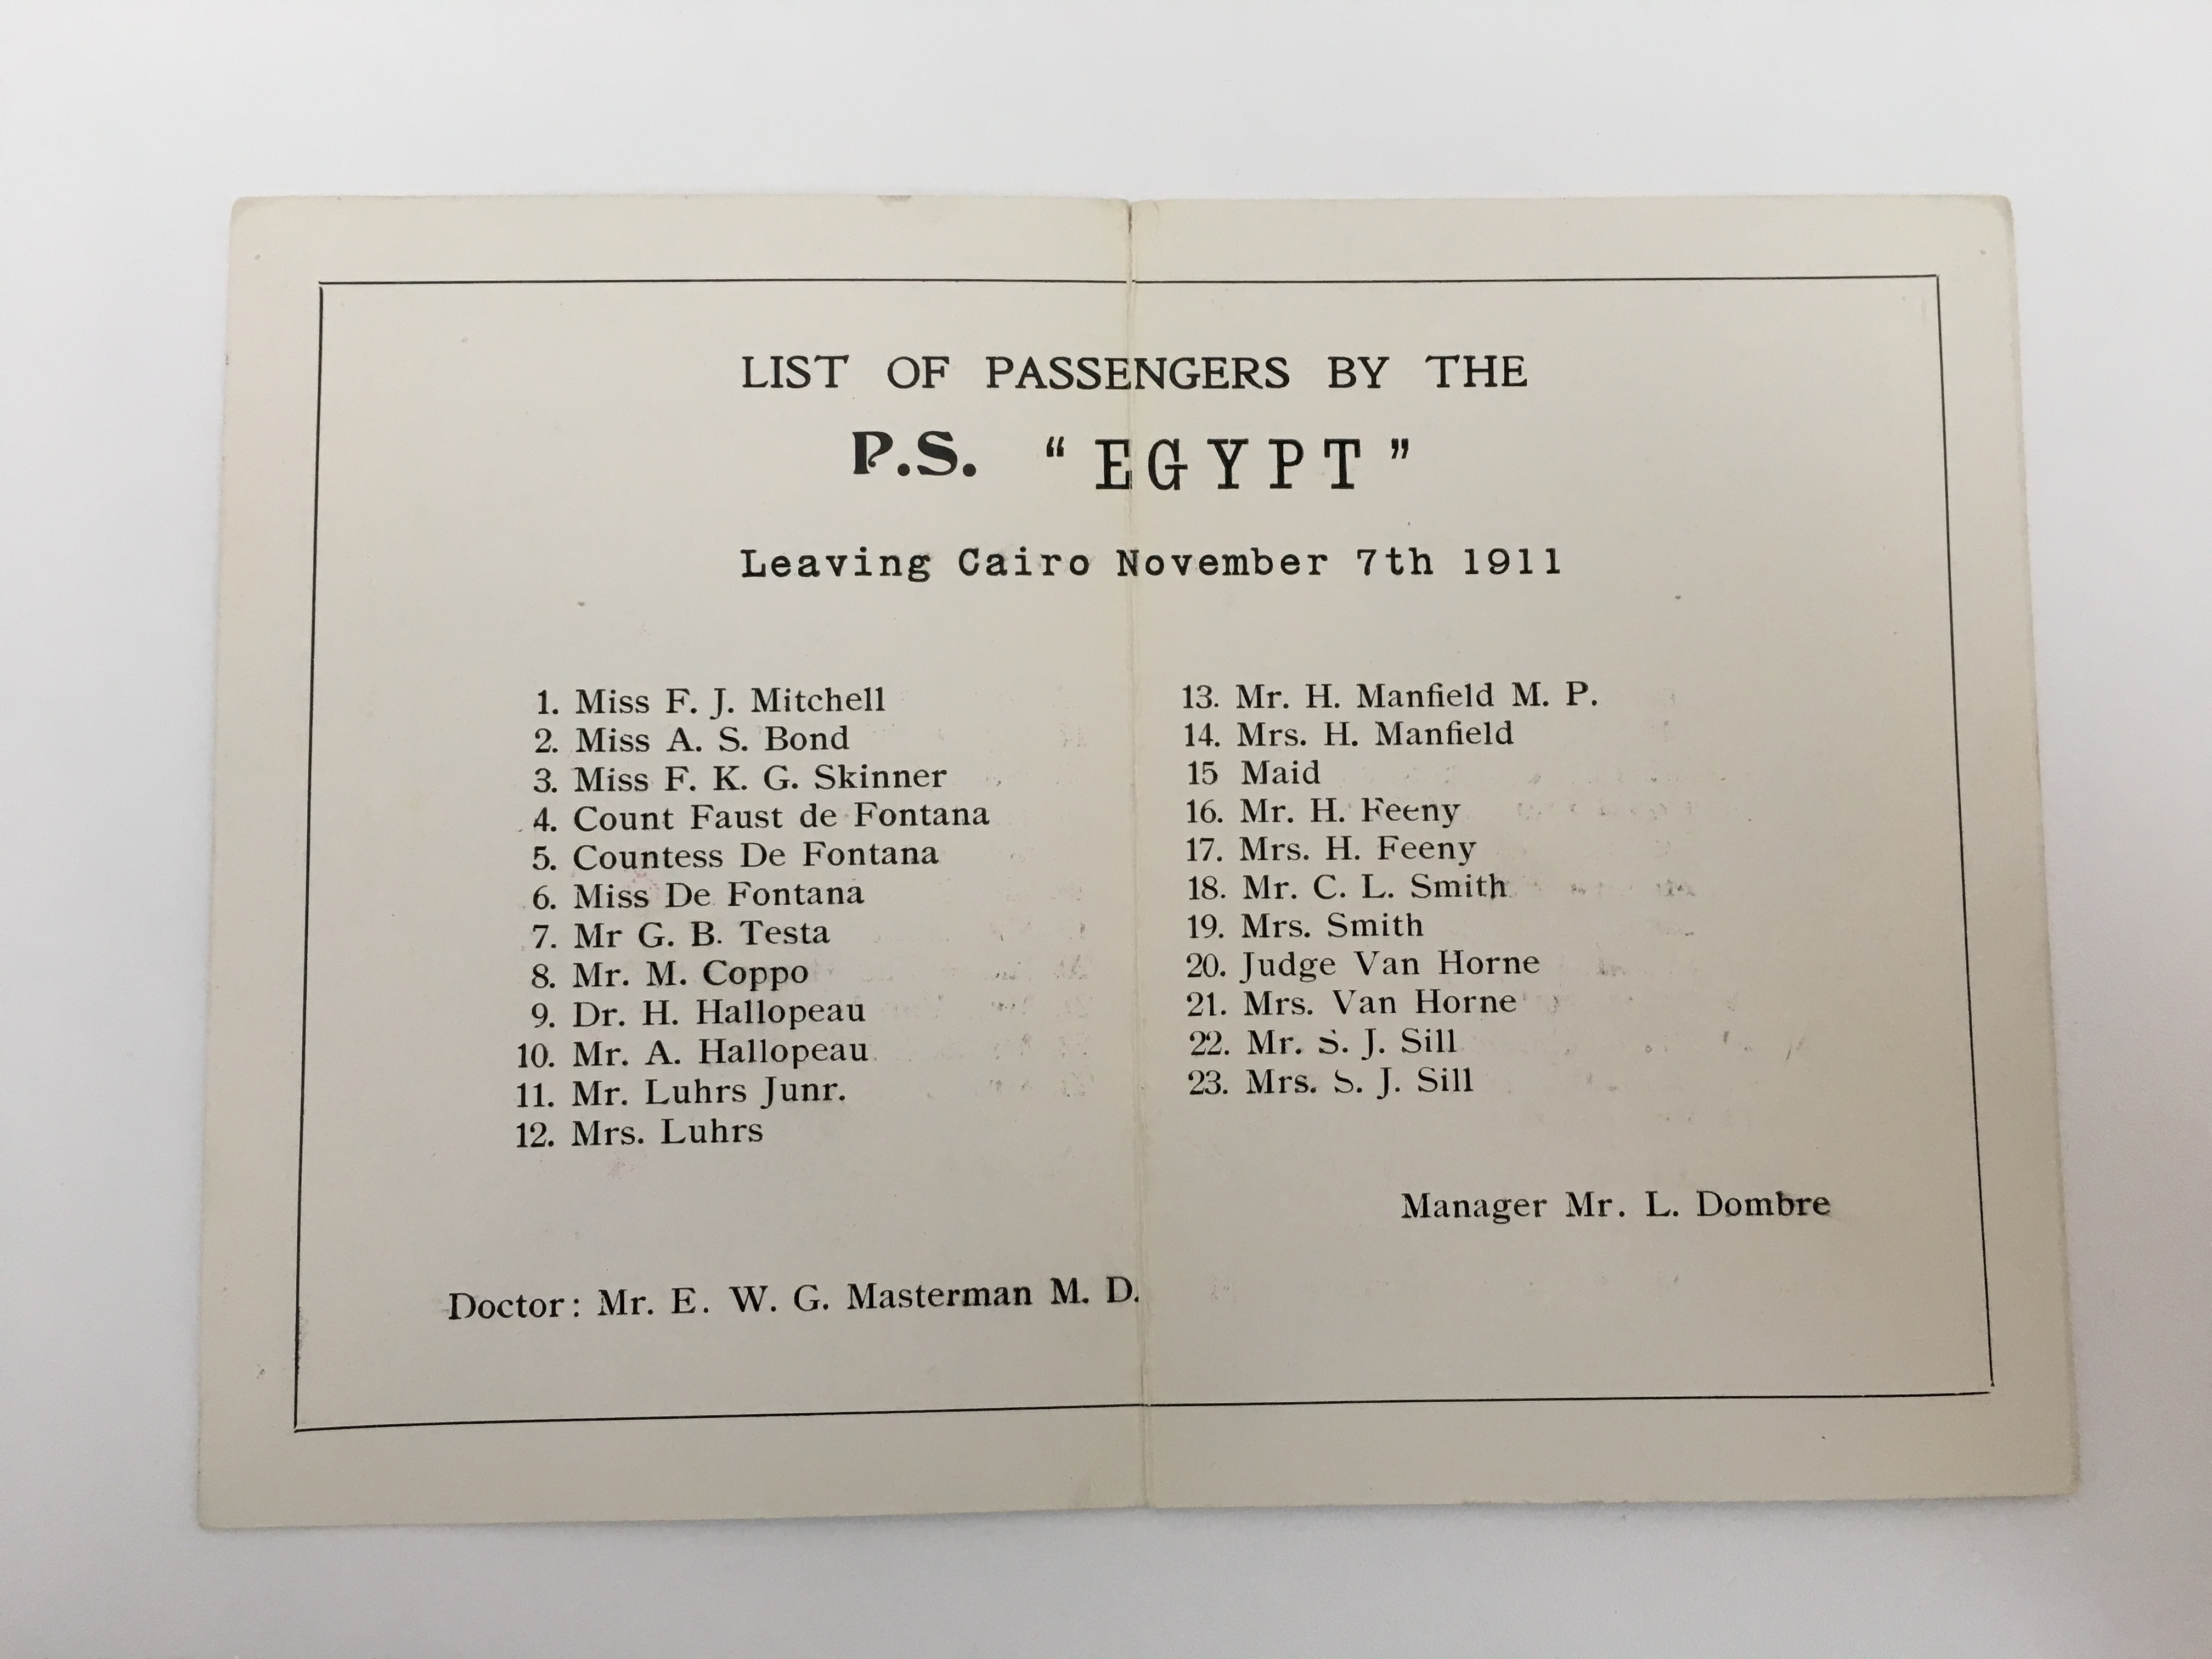 LIST OF PASSENGERS BY THE
P.S. “EGYPT”
Leaving Cairo November 7th 1911
1. Miss F. J. Mitchell
2. Miss A. S. Bond
3. Miss F. K. G. Skinner
4. Count Faust de Fontana
5. Countess De Fontana
6. Miss De Fontana
7. Mr G. B. Testa
8. Mr. M. Coppo
9. Dr. H. Hallopeau
10. Mr. A. Hallopeau
11. Mr. Luhrs Junr.
12. Mrs. Luhrs
13. Mr. H. Manfield M. P.
14. Mrs. H. Manfield
15 Maid
16. Mr. H. Feeny
17. Mrs. H. Feeny
18. Mr. C. L. Smith
19. Mrs. Smith
20. Judge Van Horne
21. Mrs. Van Horne
22. Mr. S. J. Sill
23. Mrs. S. J. Sill
Manager Mr. L. Dombre
Doctor: Mr. E. W. G. Masterman M. D.